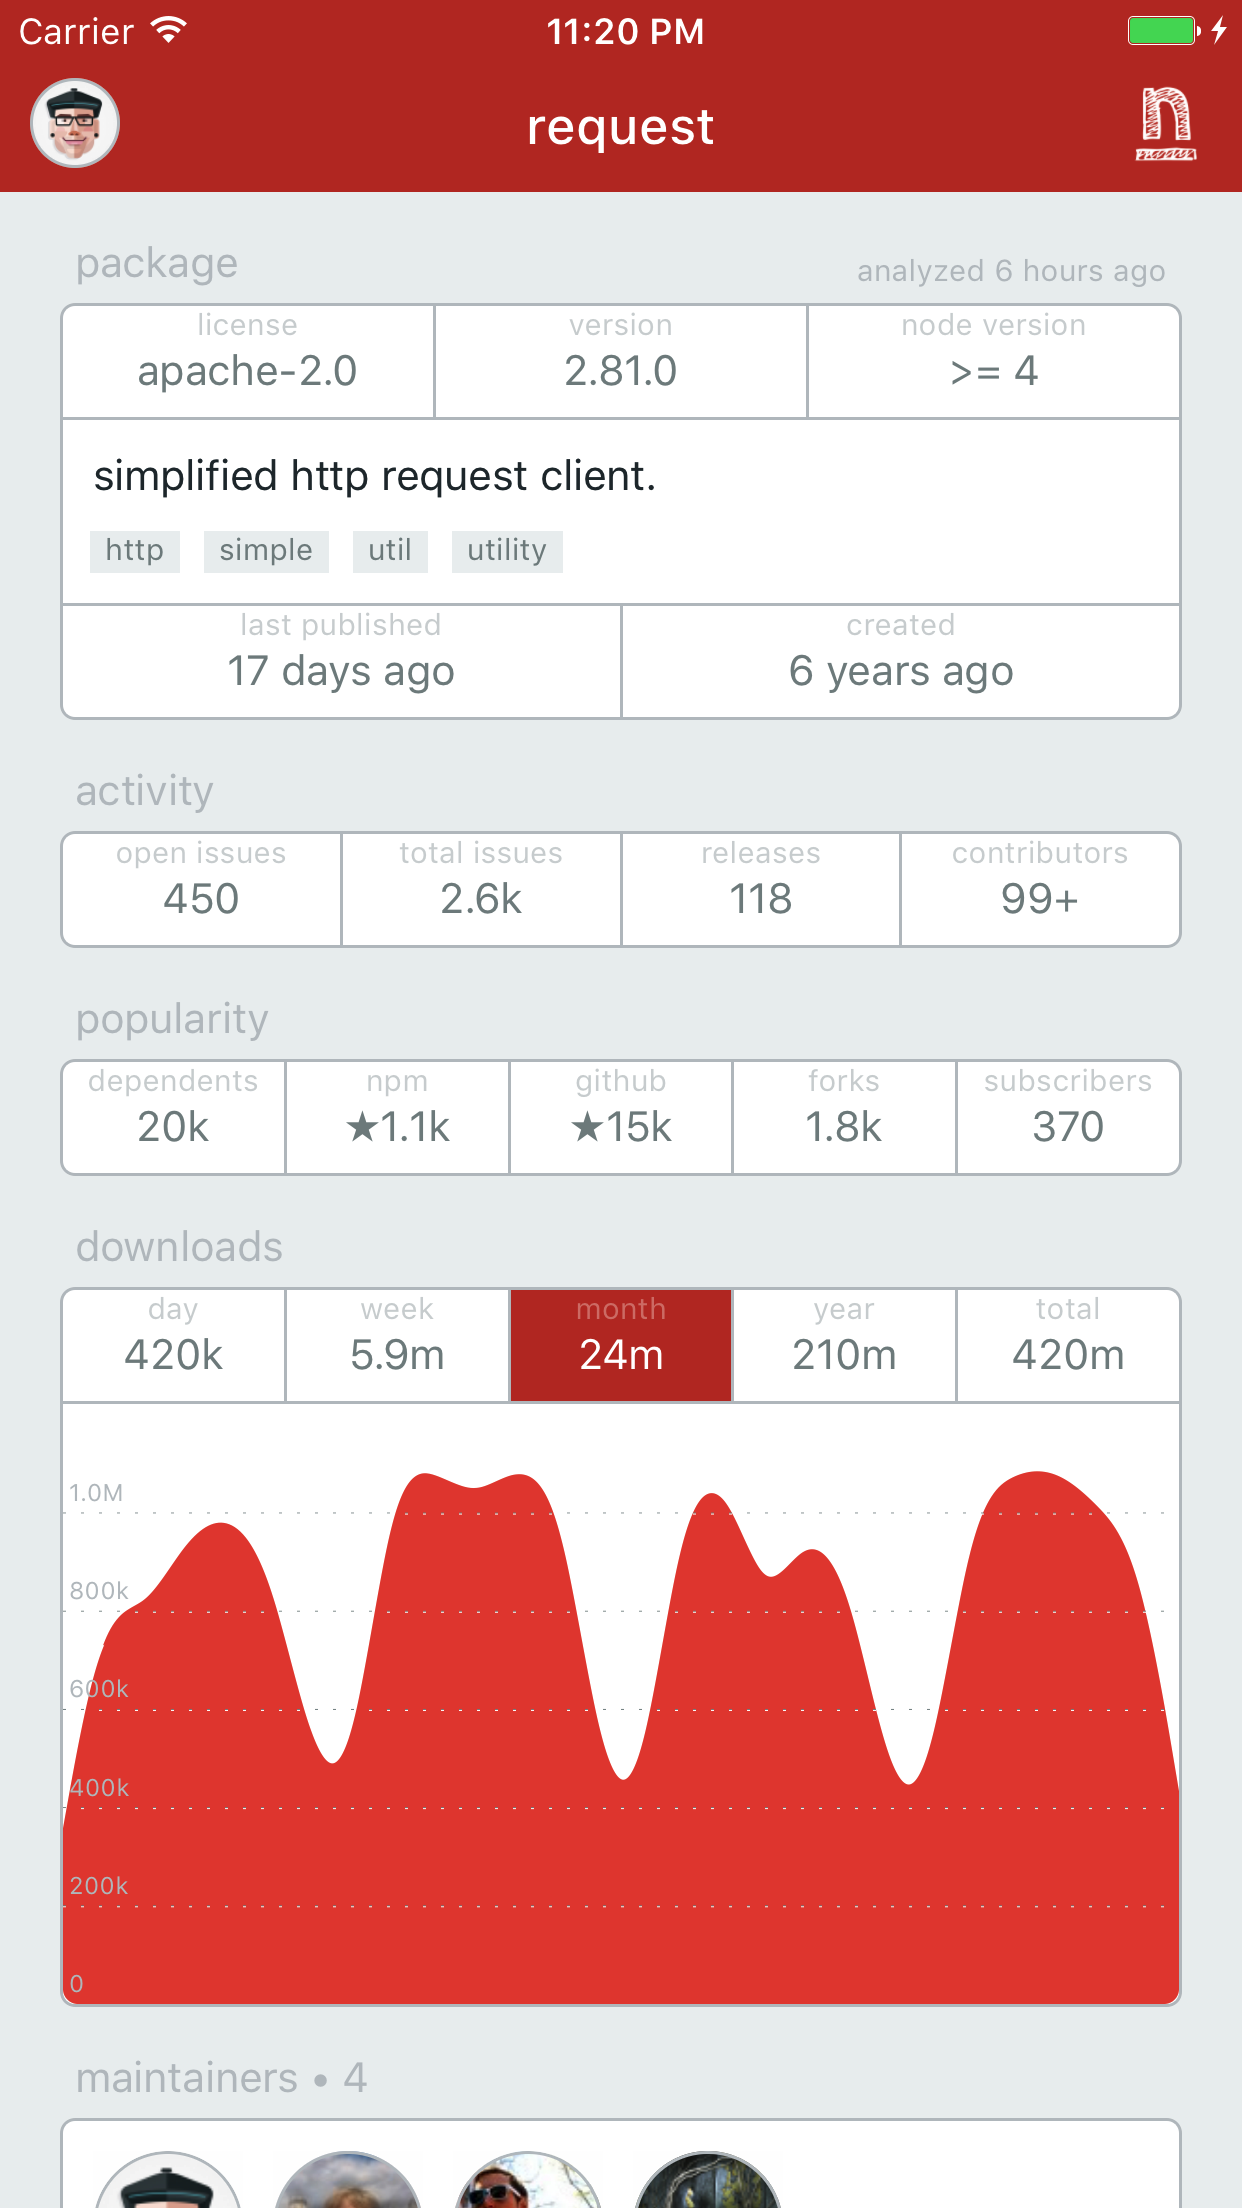 Carrier 11:20 PM
request
n
package analyzed 6 hours ago
license version node version
apache-2.0 2.81.0 >= 4
simplified http request client.
http simple util utility
last published created
17 days ago 6 years ago
activity
open issues total issues releases contributors
450 2.6k 118 99+
popularity
dependents npm github forks subscribers
20k ★1.1k ★15k 1.8k 370
downloads
day week month year total
420k 5.9m 24m 210m 420m
1.0M
800k
600k
400k
200k
0
maintainers • 4